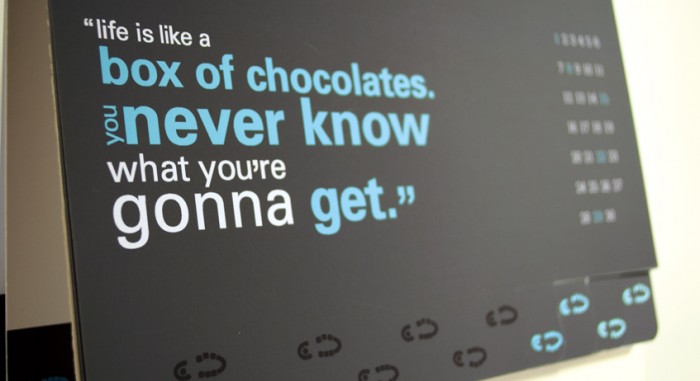 “life is like a
box of chocolates.
you never know
what you're
gonna get.”